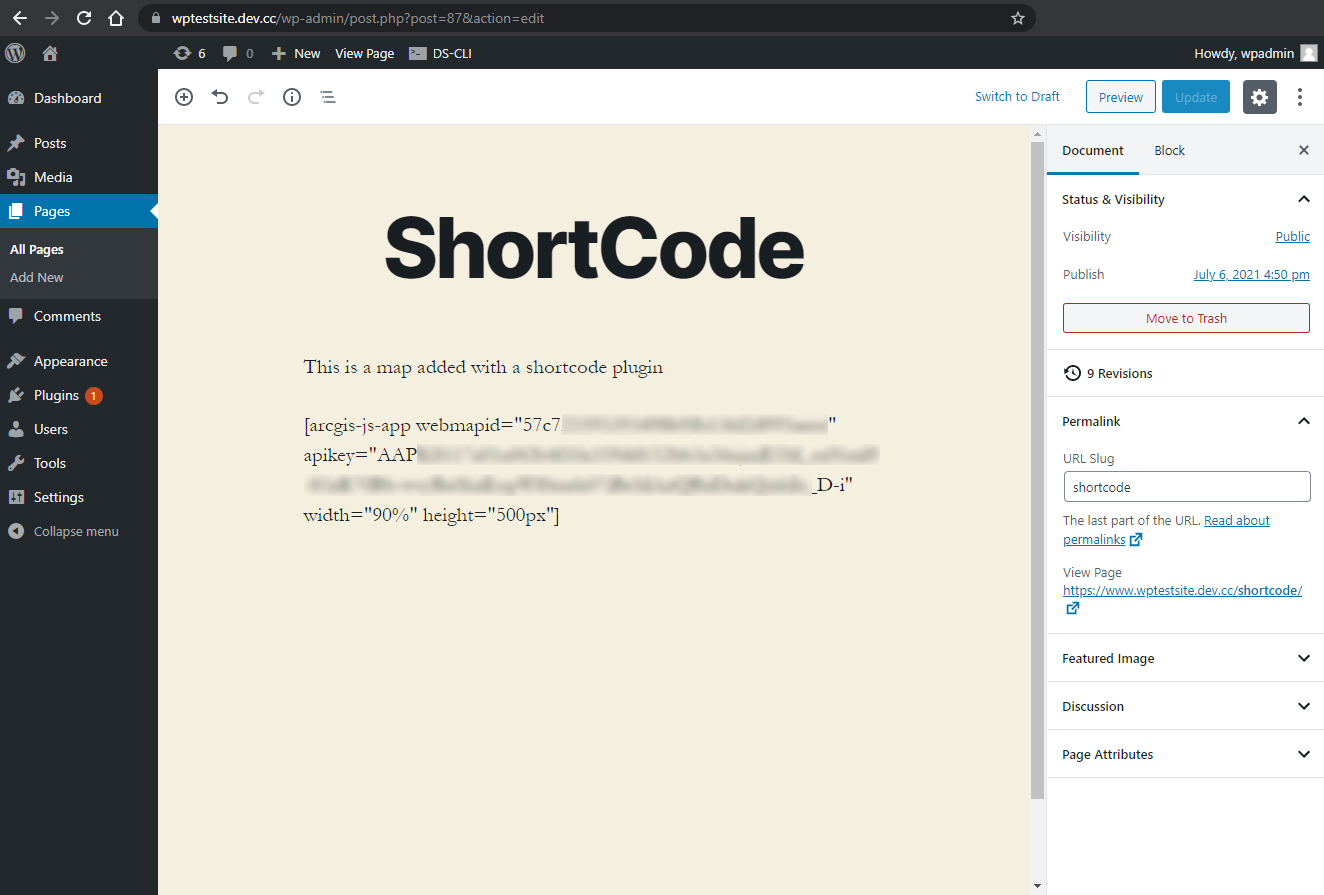 wptestsite.dev.cc/wp-admin/post.php?post=87&action=edit
6 0 New View Page DS-CLI Howdy, wpadmin
Dashboard
Posts
Media
Pages
All Pages
Add New
Comments
Appearance
Plugins 1
Users
Tools
Settings
Collapse menu
Switch to Draft Preview Update
ShortCode
This is a map added with a shortcode plugin
[arcgis-js-app webmapid="57c7 "
apikey="AAP
_D-i"
width="90%" height="500px"]
Document Block
Status & Visibility
Visibility Public
Publish July 6, 2021 4:50 pm
Move to Trash
9 Revisions
Permalink
URL Slug
shortcode
The last part of the URL. Read about
permalinks
View Page
https://www.wptestsite.dev.cc/shortcode/
Featured Image
Discussion
Page Attributes